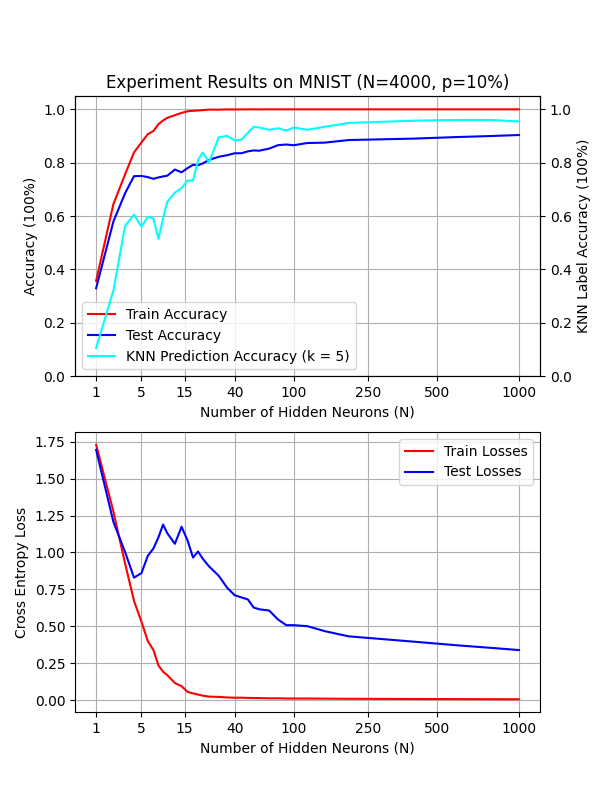 Experiment Results on MNIST (N=4000, p=10%)
Accuracy (100%)
1.0
0.8
0.6
0.4
0.2
0.0
1.0
0.8
0.6
0.4
0.2
0.0
KNN Label Accuracy (100%)
Train Accuracy
Test Accuracy
KNN Prediction Accuracy (k = 5)
1 5 15 40 100 250 500 1000
Number of Hidden Neurons (N)
Cross Entropy Loss
1.75
1.50
1.25
1.00
0.75
0.50
0.25
0.00
Train Losses
Test Losses
1 5 15 40 100 250 500 1000
Number of Hidden Neurons (N)